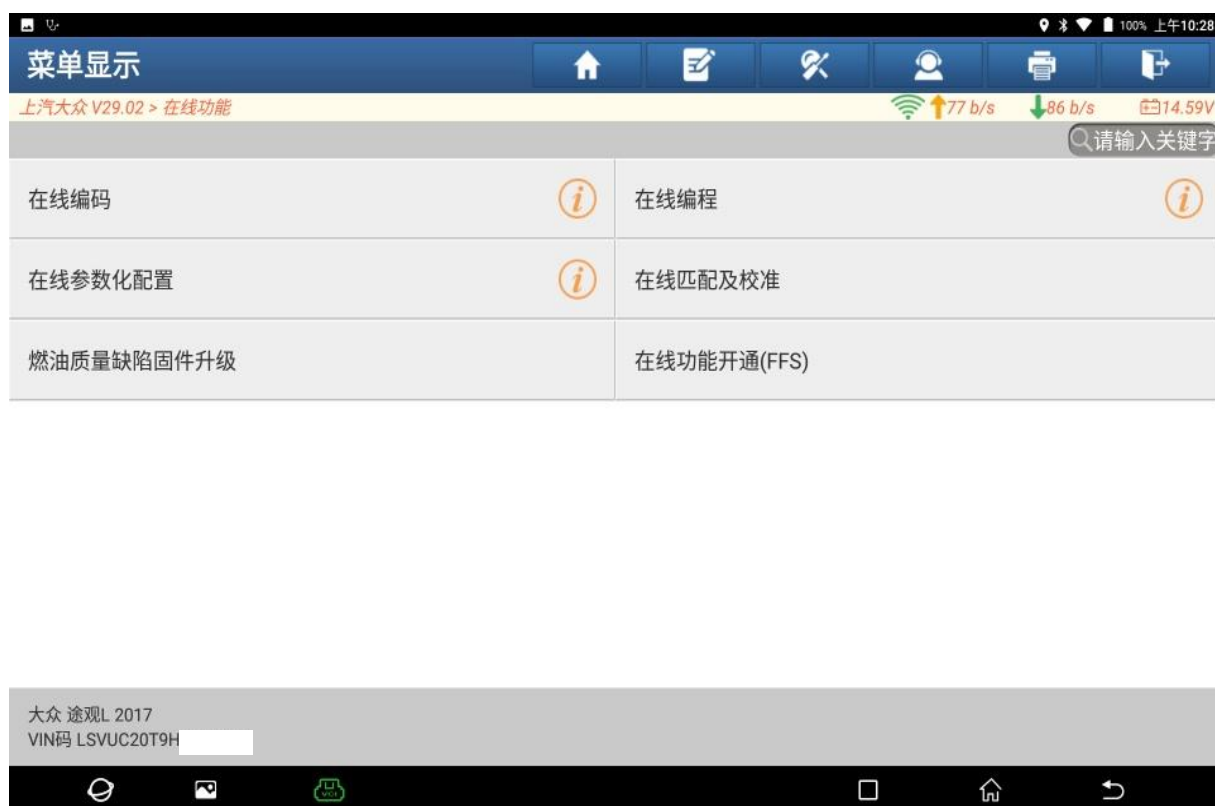 100% 上午10:28
菜单显示
上汽大众 V29.02 > 在线功能 77 b/s 86 b/s 14.59V
请输入关键字
在线编码 在线编程
在线参数化配置 在线匹配及校准
燃油质量缺陷固件升级 在线功能开通(FFS)
大众 途观L 2017
VIN码 LSVUC20T9H
VCI